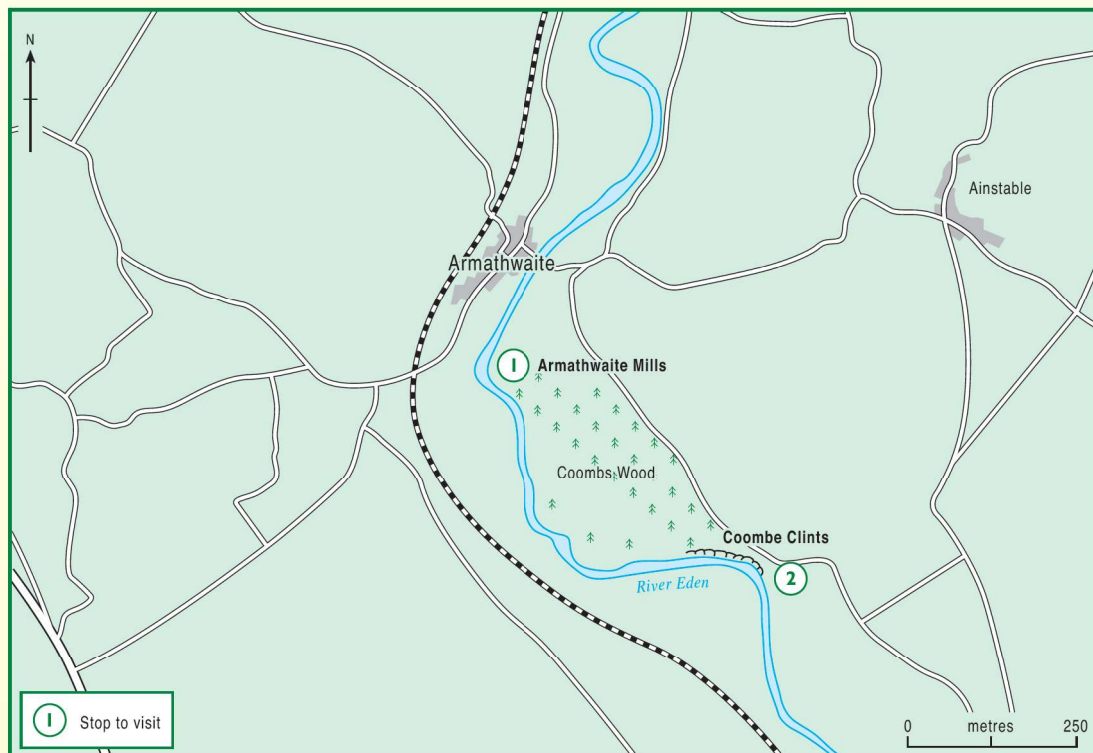 N
Ainstable
Armathwaite
1 Armathwaite Mills
Coombs Wood
Coombe Clints
2
River Eden
1 Stop to visit
0 metres 250